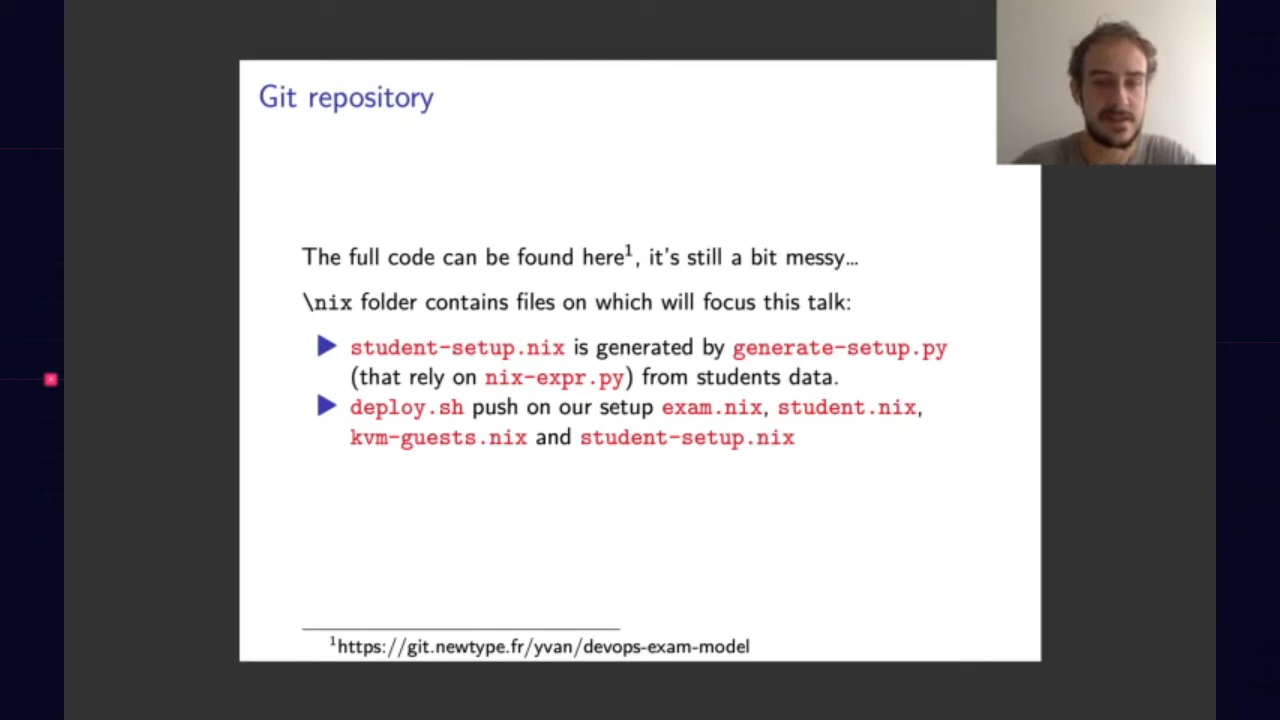 Git repository
The full code can be found here¹, it's still a bit messy...
\nix folder contains files on which will focus this talk:
student-setup.nix is generated by generate-setup.py
(that rely on nix-expr.py) from students data.
deploy.sh push on our setup exam.nix, student.nix,
kvm-guests.nix and student-setup.nix
¹https://git.newtype.fr/yvan/devops-exam-model